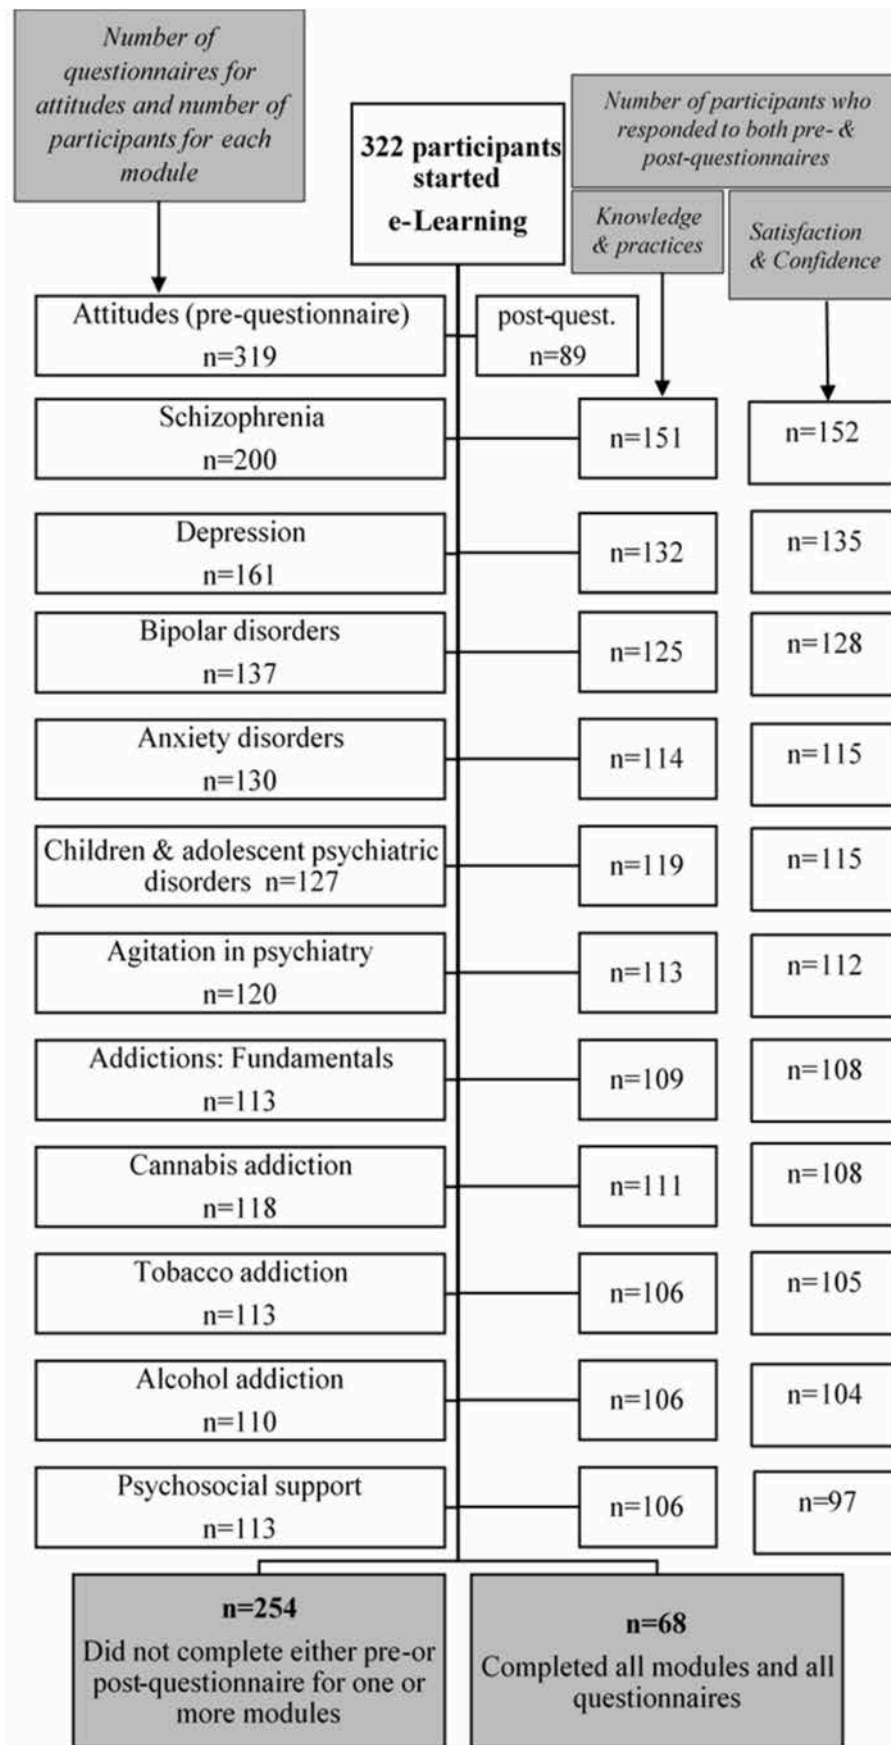 Number of
questionnaires for
attitudes and number of
participants for each
module
322 participants
started
e-Learning
Number of participants who
responded to both pre- &
post-questionnaires
Knowledge
& practices
Satisfaction
& Confidence
Attitudes (pre-questionnaire)
n=319
post-quest.
n=89
Schizophrenia
n=200
n=151
n=152
Depression
n=161
n=132
n=135
Bipolar disorders
n=137
n=125
n=128
Anxiety disorders
n=130
n=114
n=115
Children & adolescent psychiatric
disorders n=127
n=119
n=115
Agitation in psychiatry
n=120
n=113
n=112
Addictions: Fundamentals
n=113
n=109
n=108
Cannabis addiction
n=118
n=111
n=108
Tobacco addiction
n=113
n=106
n=105
Alcohol addiction
n=110
n=106
n=104
Psychosocial support
n=113
n=106
n=97
n=254
Did not complete either pre-or
post-questionnaire for one or
more modules
n=68
Completed all modules and all
questionnaires